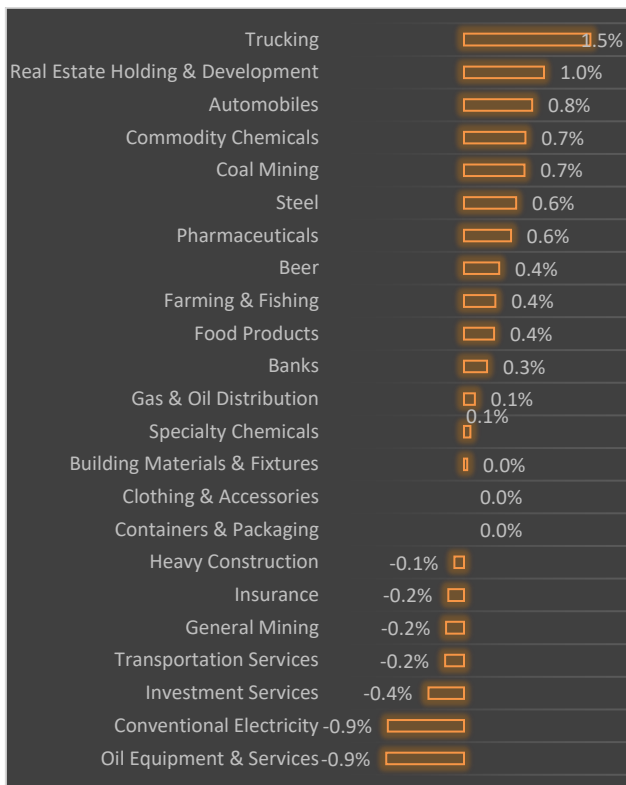 Trucking 1.5%
Real Estate Holding & Development 1.0%
Automobiles 0.8%
Commodity Chemicals 0.7%
Coal Mining 0.7%
Steel 0.6%
Pharmaceuticals 0.6%
Beer 0.4%
Farming & Fishing 0.4%
Food Products 0.4%
Banks 0.3%
Gas & Oil Distribution 0.1%
Specialty Chemicals 0.1%
Building Materials & Fixtures 0.0%
Clothing & Accessories 0.0%
Containers & Packaging 0.0%
Heavy Construction -0.1%
Insurance -0.2%
General Mining -0.2%
Transportation Services -0.2%
Investment Services -0.4%
Conventional Electricity -0.9%
Oil Equipment & Services -0.9%